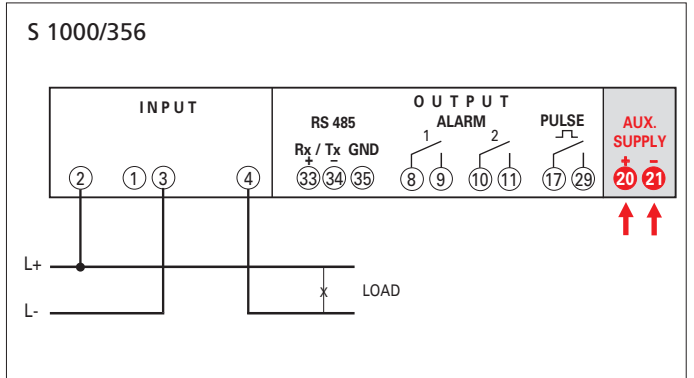 S 1000/356
INPUT
OUTPUT
RS 485
ALARM
PULSE
AUX.
SUPPLY
1
2
Rx / Tx GND
+ –
+ –
2
1
3
4
33
34
35
8
9
10
11
17
29
20
21
L+
L-
x
LOAD